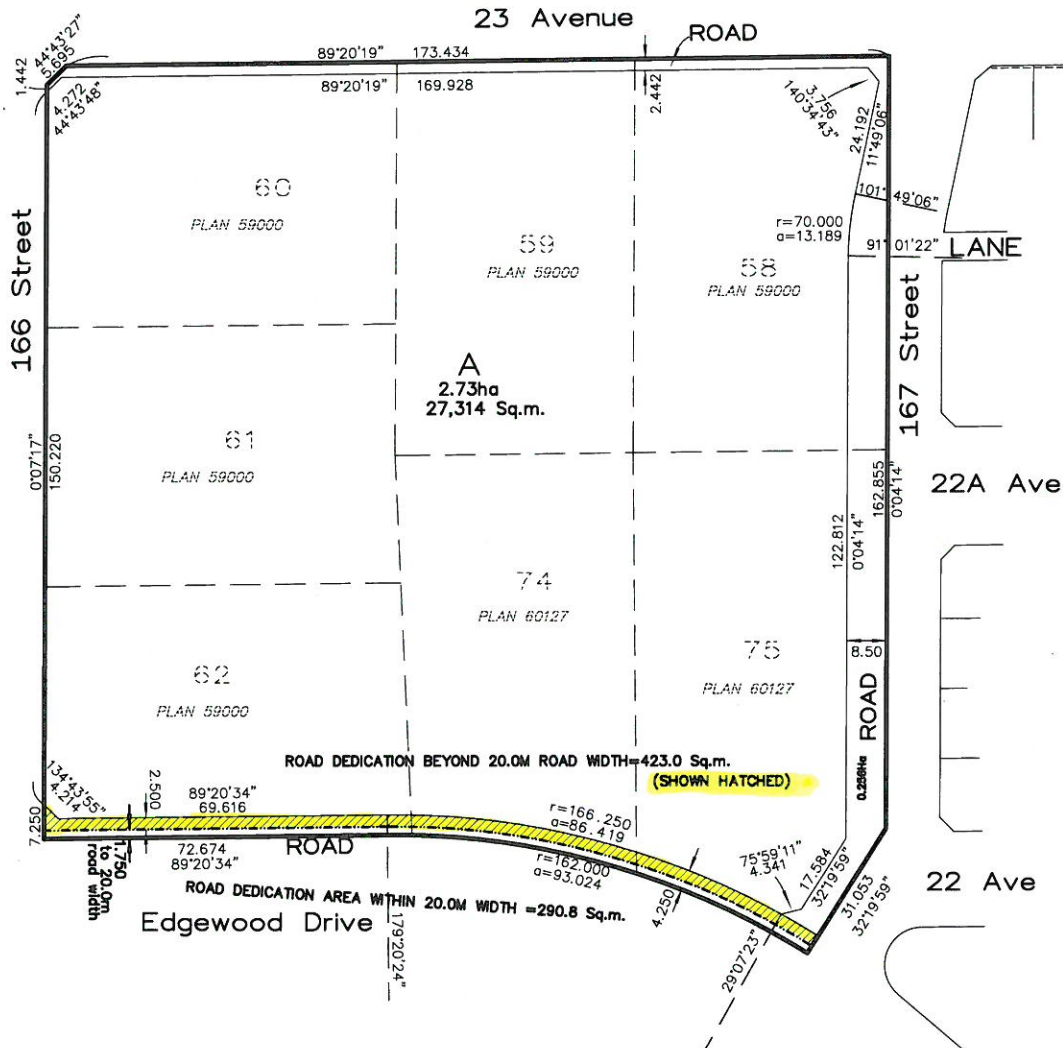 23 Avenue
ROAD
44°43'27"
5.695
1.442
4.272
44°43'48"
89°20'19" 173.434
89°20'19" 169.928
2.442
3.756
140°34'43"
24.192
11°49'06"
101° 49'06"
r=70.000
a=13.189
91° 01'22"
LANE
60
PLAN 59000
59
PLAN 59000
58
PLAN 59000
166 Street
167 Street
A
2.73ha
27,314 Sq.m.
61
PLAN 59000
0°07'17"
150.220
162.855
0°04'14"
22A Ave
122.812
0°04'14"
74
PLAN 60127
75
PLAN 60127
8.50
ROAD
62
PLAN 59000
ROAD DEDICATION BEYOND 20.0M ROAD WIDTH=423.0 Sq.m.
(SHOWN HATCHED)
134°43'55"
4.214
2.500
89°20'34"
69.616
7.250
r=166.250
a=86.419
1.750
to 20.0m
road width
72.674
89°20'34"
ROAD
r=162.000
a=93.024
75°59'11"
4.341
17.584
32°19'59"
31.053
32°19'59"
22 Ave
ROAD DEDICATION AREA WITHIN 20.0M WIDTH =290.8 Sq.m.
4.250
Edgewood Drive
179°20'24"
29°07'23"